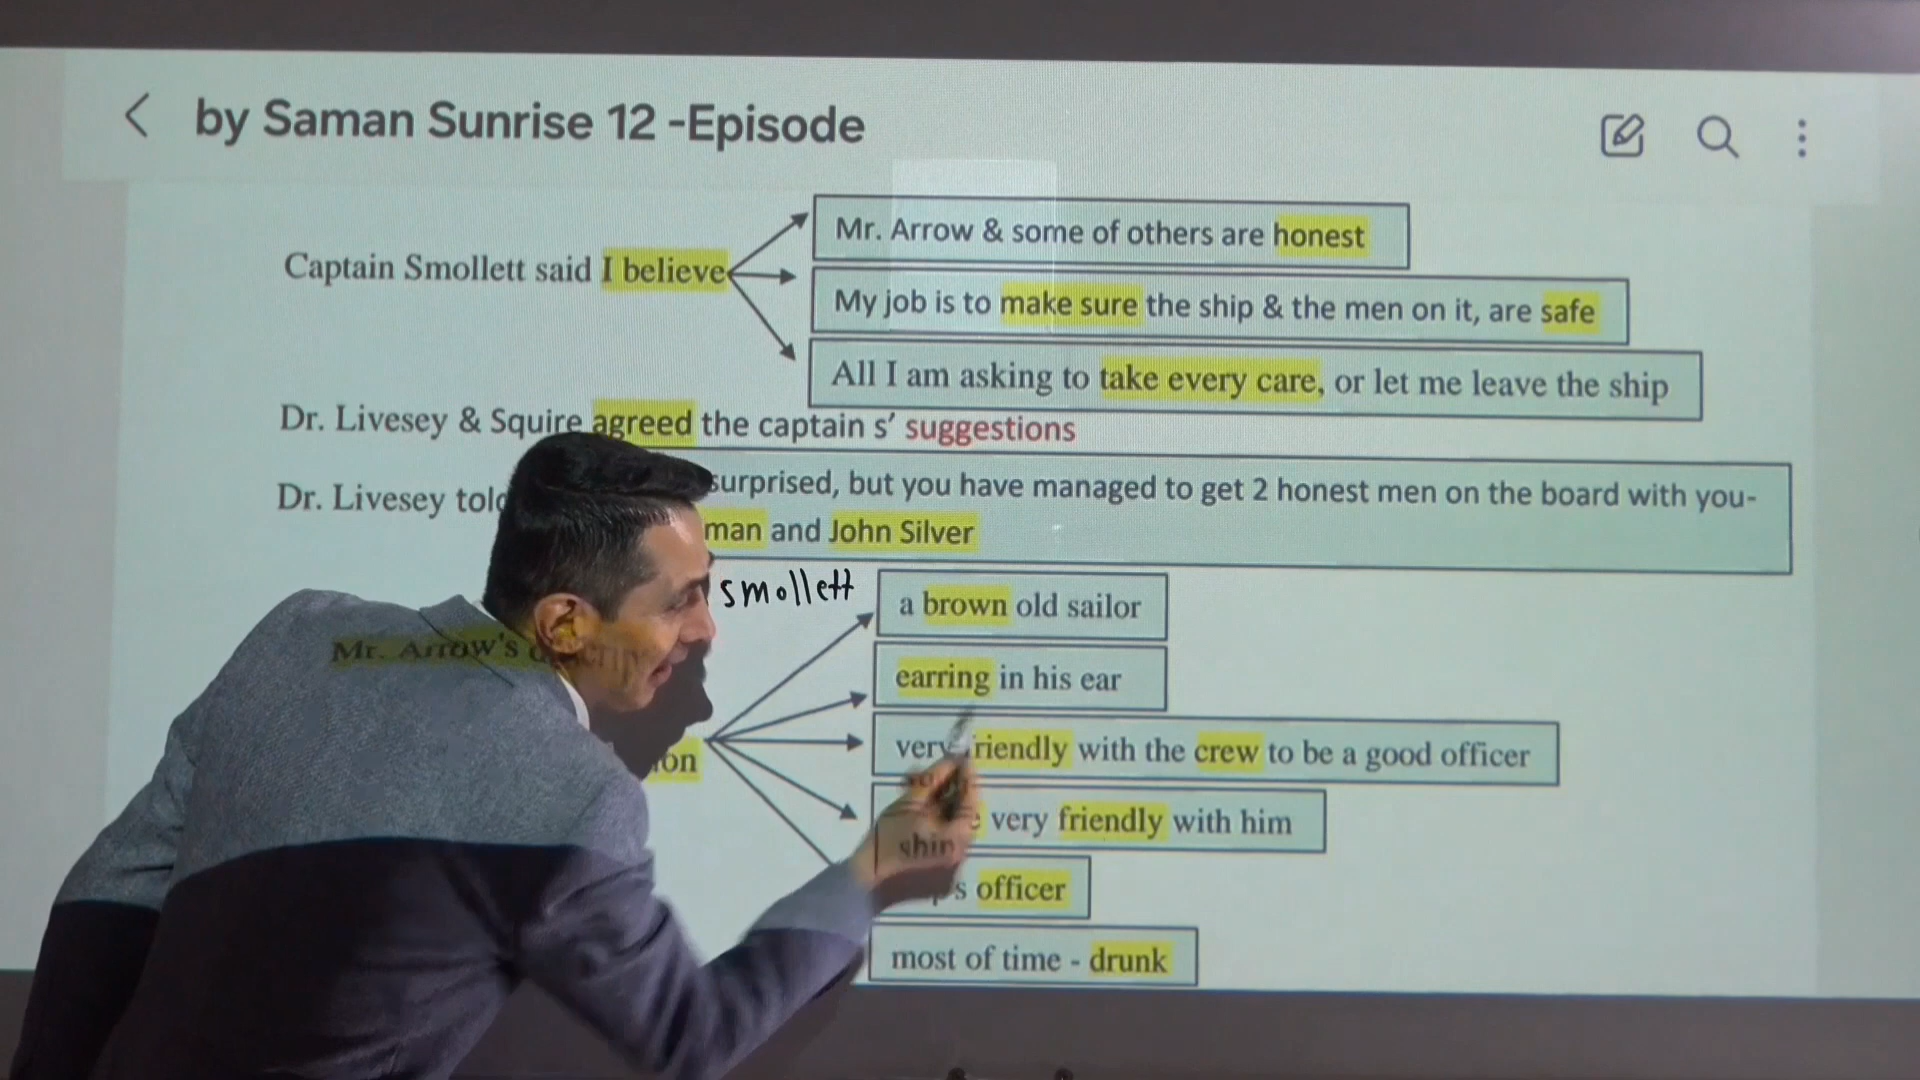 by Saman Sunrise 12 -Episode
Mr. Arrow & some of others are honest
Captain Smollett said I believe
My job is to make sure the ship & the men on it, are safe
All I am asking to take every care, or let me leave the ship
Dr. Livesey & Squire agreed the captain s’ suggestions
Dr. Livesey
surprised, but you have managed to get 2 honest men on the board with you-
man and John Silver
smollett
a brown old sailor
Mr. Arrow's
earring in his ear
very friendly with the crew to be a good officer
very friendly with him
officer
most of time - drunk